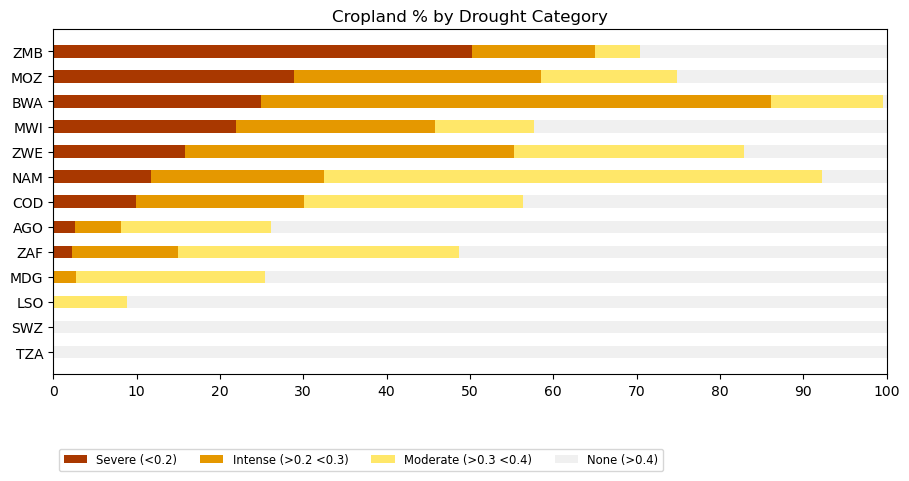 Cropland % by Drought Category
ZMB
MOZ
BWA
MWI
ZWE
NAM
COD
AGO
ZAF
MDG
LSO
SWZ
TZA
0 10 20 30 40 50 60 70 80 90 100
Severe (<0.2) Intense (>0.2 <0.3) Moderate (>0.3 <0.4) None (>0.4)